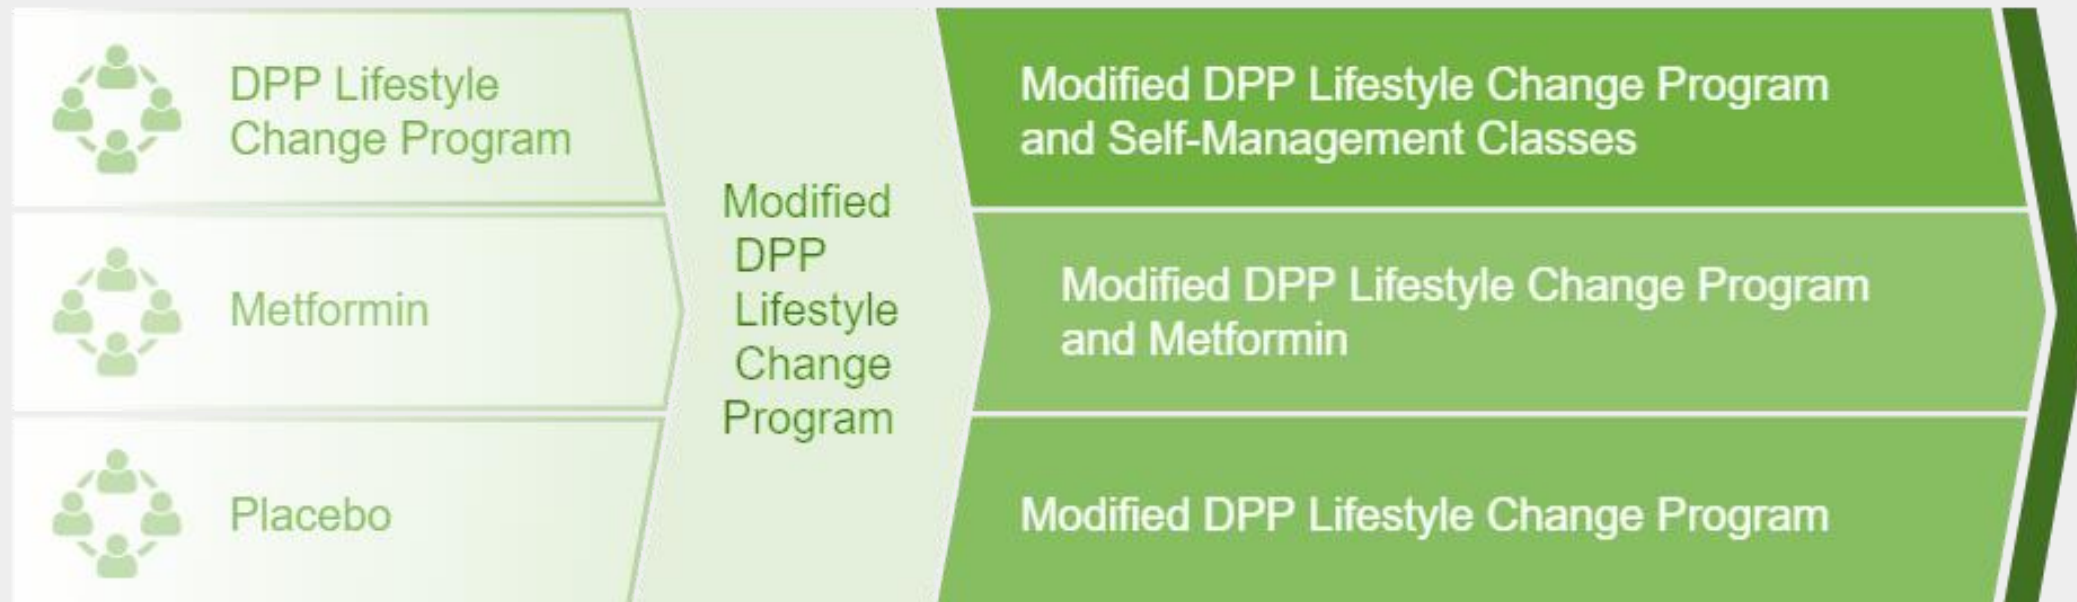 DPP Lifestyle
Change Program
Metformin
Placebo
Modified
DPP
Lifestyle
Change
Program
Modified DPP Lifestyle Change Program
and Self-Management Classes
Modified DPP Lifestyle Change Program
and Metformin
Modified DPP Lifestyle Change Program